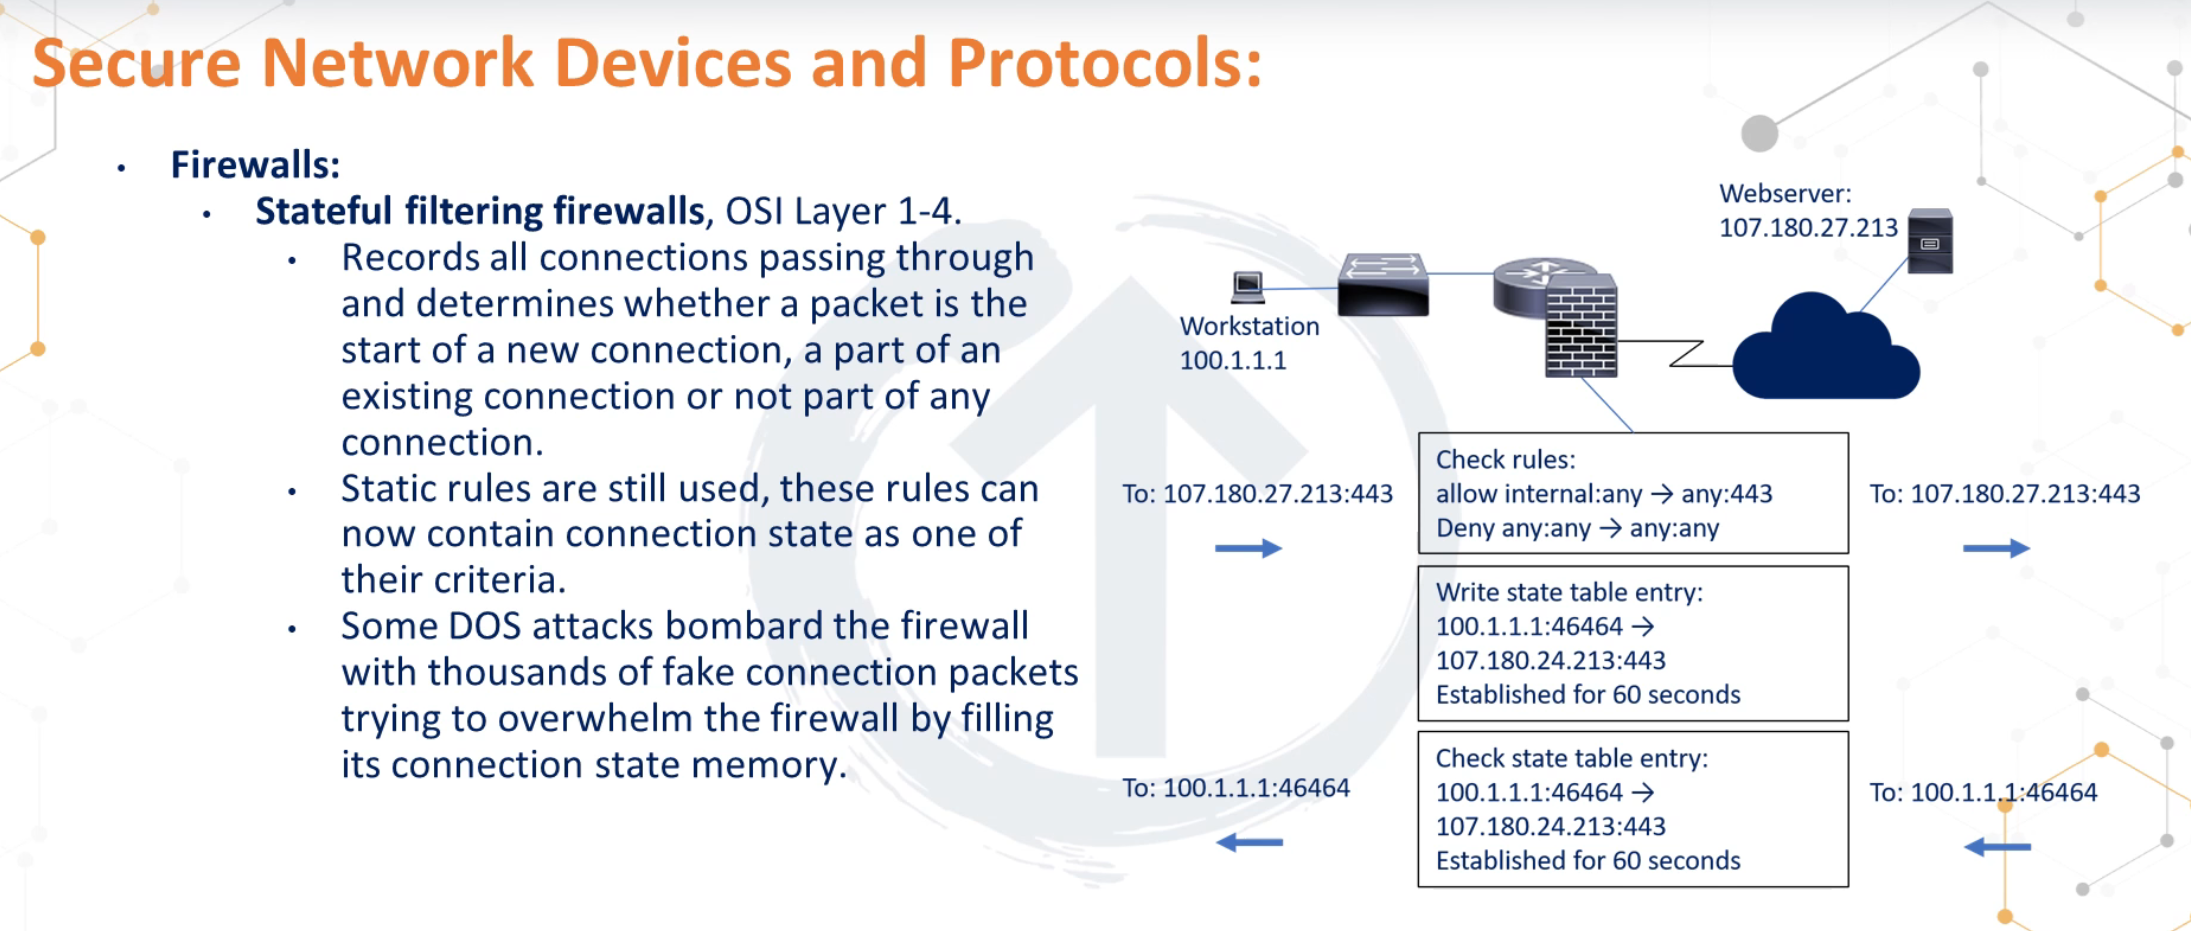 Secure Network Devices and Protocols:
• Firewalls:
• Stateful filtering firewalls, OSI Layer 1-4.
• Records all connections passing through
and determines whether a packet is the
start of a new connection, a part of an
existing connection or not part of any
connection.
• Static rules are still used, these rules can
now contain connection state as one of
their criteria.
• Some DOS attacks bombard the firewall
with thousands of fake connection packets
trying to overwhelm the firewall by filling
its connection state memory.
Webserver:
107.180.27.213
Workstation
100.1.1.1
To: 107.180.27.213:443
Check rules:
allow internal:any → any:443
Deny any:any → any:any
To: 107.180.27.213:443
Write state table entry:
100.1.1.1:46464 →
107.180.24.213:443
Established for 60 seconds
To: 100.1.1.1:46464
Check state table entry:
100.1.1.1:46464 →
107.180.24.213:443
Established for 60 seconds
To: 100.1.1.1:46464